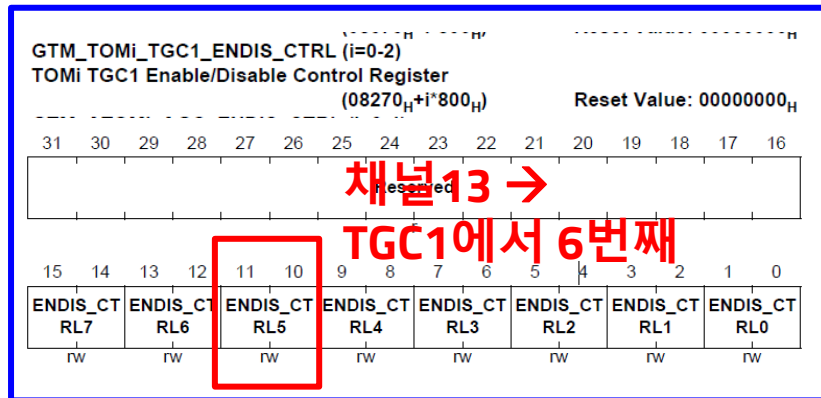 GTM_TOMi_TGC1_ENDIS_CTRL (i=0-2)
TOMi TGC1 Enable/Disable Control Register
(08270H+i*800H) Reset Value: 00000000H
31 30 29 28 27 26 25 24 23 22 21 20 19 18 17 16
Reserved
채널13 →
TGC1에서 6번째
15 14 13 12 11 10 9 8 7 6 5 4 3 2 1 0
ENDIS_CT ENDIS_CT ENDIS_CT ENDIS_CT ENDIS_CT ENDIS_CT ENDIS_CT ENDIS_CT
RL7 RL6 RL5 RL4 RL3 RL2 RL1 RL0
rw rw rw rw rw rw rw rw